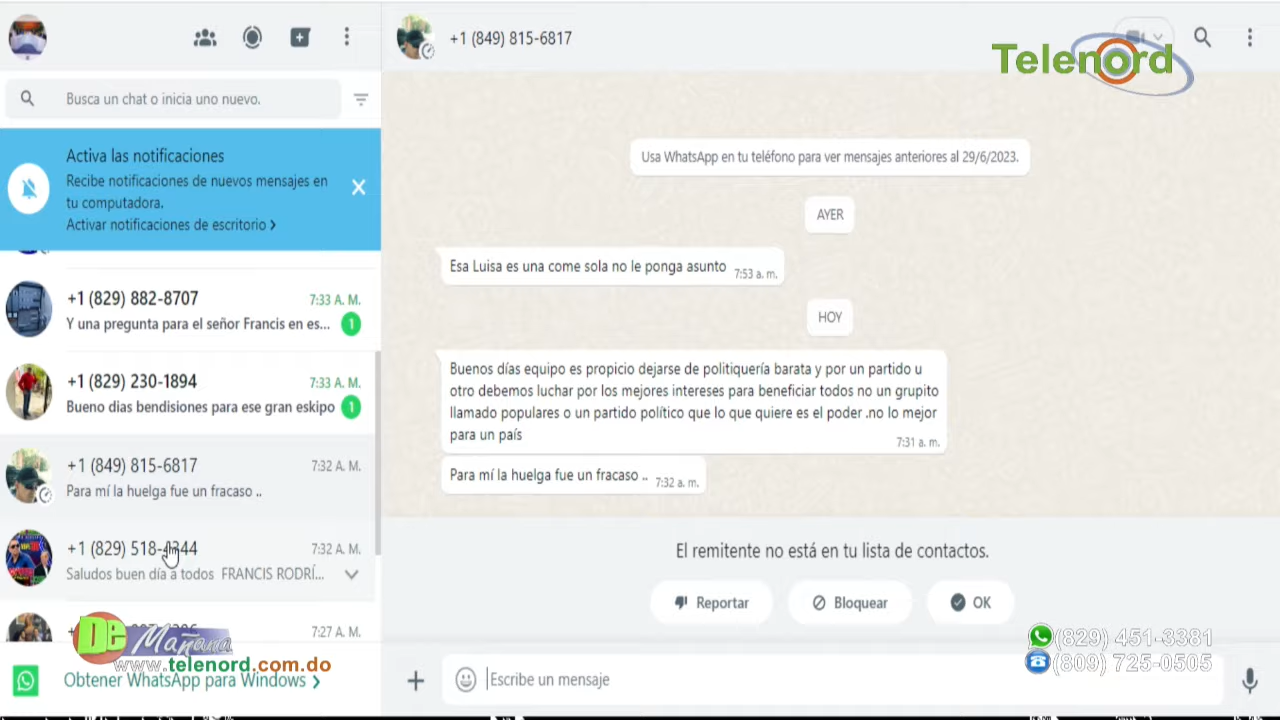 Busca un chat o inicia uno nuevo.
Activa las notificaciones
Recibe notificaciones de nuevos mensajes en
tu computadora.
Activar notificaciones de escritorio >
+1 (829) 882-8707
7:33 A. M.
Y una pregunta para el señor Francis en es...
1
+1 (829) 230-1894
7:33 A. M.
Bueno dias bendisiones para ese gran eskipo
1
+1 (849) 815-6817
7:32 A. M.
Para mí la huelga fue un fracaso ..
+1 (829) 518-4344
7:32 A. M.
Saludos buen día a todos FRANCIS RODRÍ...
7:27 A. M.
De Mañana
www.telenord.com.do
Obtener WhatsApp para Windows >
+1 (849) 815-6817
Telenord
Usa WhatsApp en tu teléfono para ver mensajes anteriores al 29/6/2023.
AYER
Esa Luisa es una come sola no le ponga asunto 7:53 a. m.
HOY
Buenos días equipo es propicio dejarse de politiquería barata y por un partido u
otro debemos luchar por los mejores intereses para beneficiar todos no un grupito
llamado populares o un partido político que lo que quiere es el poder .no lo mejor
para un país
7:31 a. m.
Para mí la huelga fue un fracaso .. 7:32 a. m.
El remitente no está en tu lista de contactos.
Reportar
Bloquear
OK
(829) 451-3381
(809) 725-0505
Escribe un mensaje